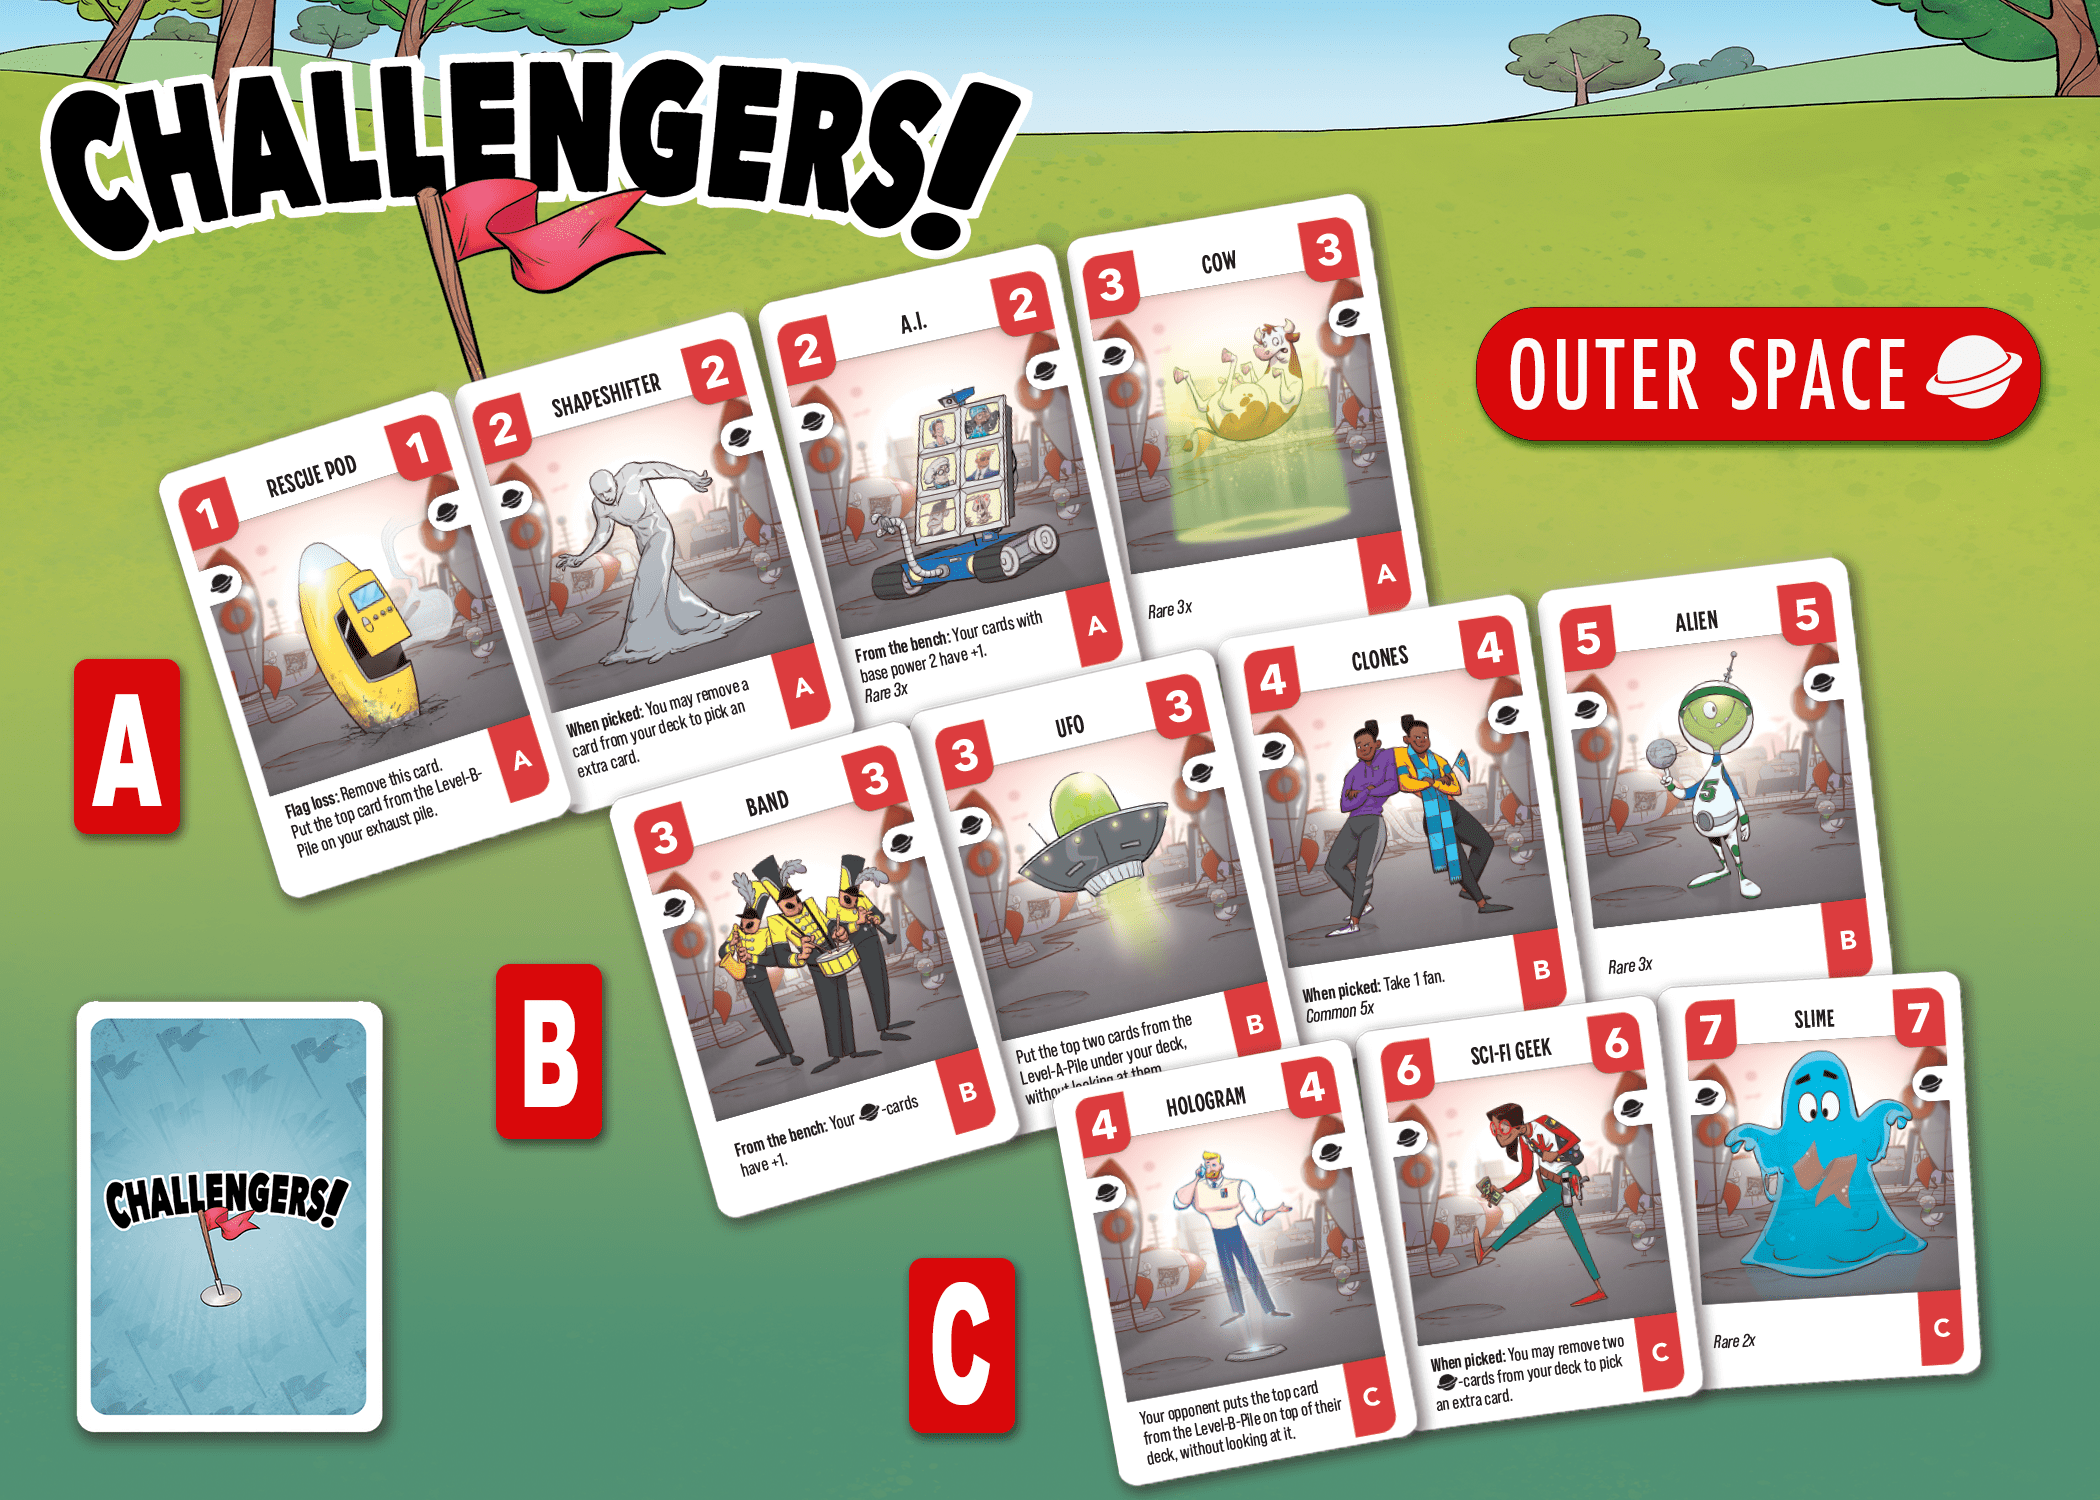 CHALLENGERS!
OUTER SPACE
A
1
RESCUE POD
1
Flag loss: Remove this card.
Put the top card from the Level-B-
Pile on your exhaust pile.
A
2
SHAPESHIFTER
2
When picked: You may remove a
card from your deck to pick an
extra card.
A
2
A.I.
2
From the bench: Your cards with
base power 2 have +1.
Rare 3x
A
3
COW
3
Rare 3x
A
B
3
BAND
3
From the bench: Your -cards
have +1.
B
3
UFO
3
Put the top two cards from the
Level-A-Pile under your deck,
without looking at them
B
4
CLONES
4
When picked: Take 1 fan.
Common 5x
B
5
ALIEN
5
5
Rare 3x
B
C
4
HOLOGRAM
4
Your opponent puts the top card
from the Level-B-Pile on top of their
deck, without looking at it.
C
6
SCI-FI GEEK
6
When picked: You may remove two
-cards from your deck to pick
an extra card.
C
7
SLIME
7
Rare 2x
C
CHALLENGERS!